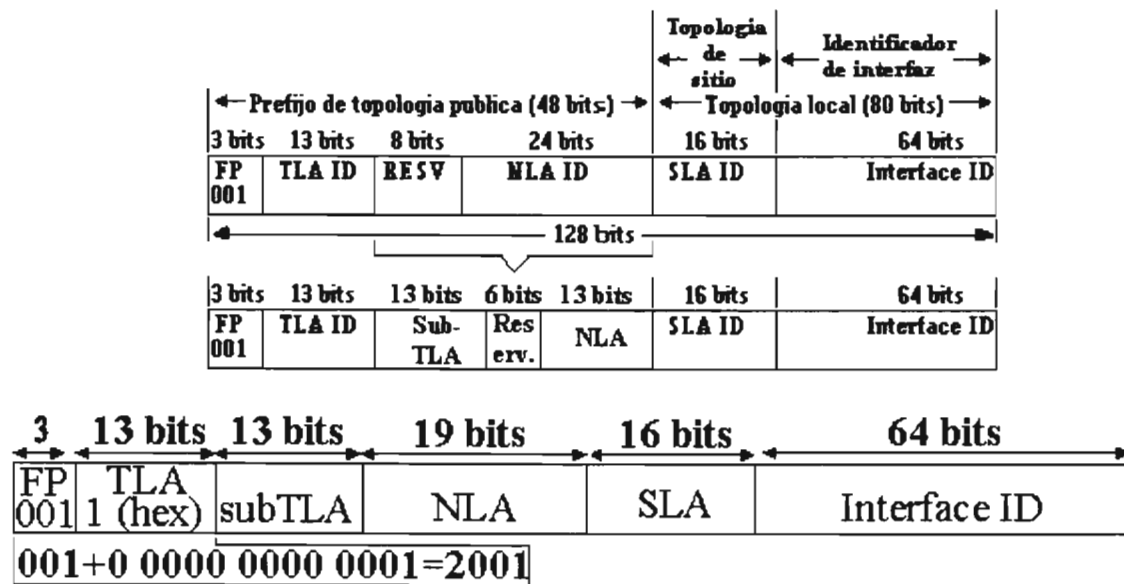 Topologia de sitio
Identificador de interfaz
Prefijo de topologia publica (48 bits:)
Topologia local (80 bits)
3 bits 13 bits 8 bits 24 bits 16 bits 64 bits
FP 001 TLA ID RESV NLA ID SLA ID Interface ID
128 bits
3 bits 13 bits 13 bits 6 bits 13 bits 16 bits 64 bits
FP 001 TLA ID Sub-TLA Res erv. NLA SLA ID Interface ID
3 13 bits 13 bits 19 bits 16 bits 64 bits
FP 001 TLA 1 (hex) subTLA NLA SLA Interface ID
001+0 0000 0000 0001=2001